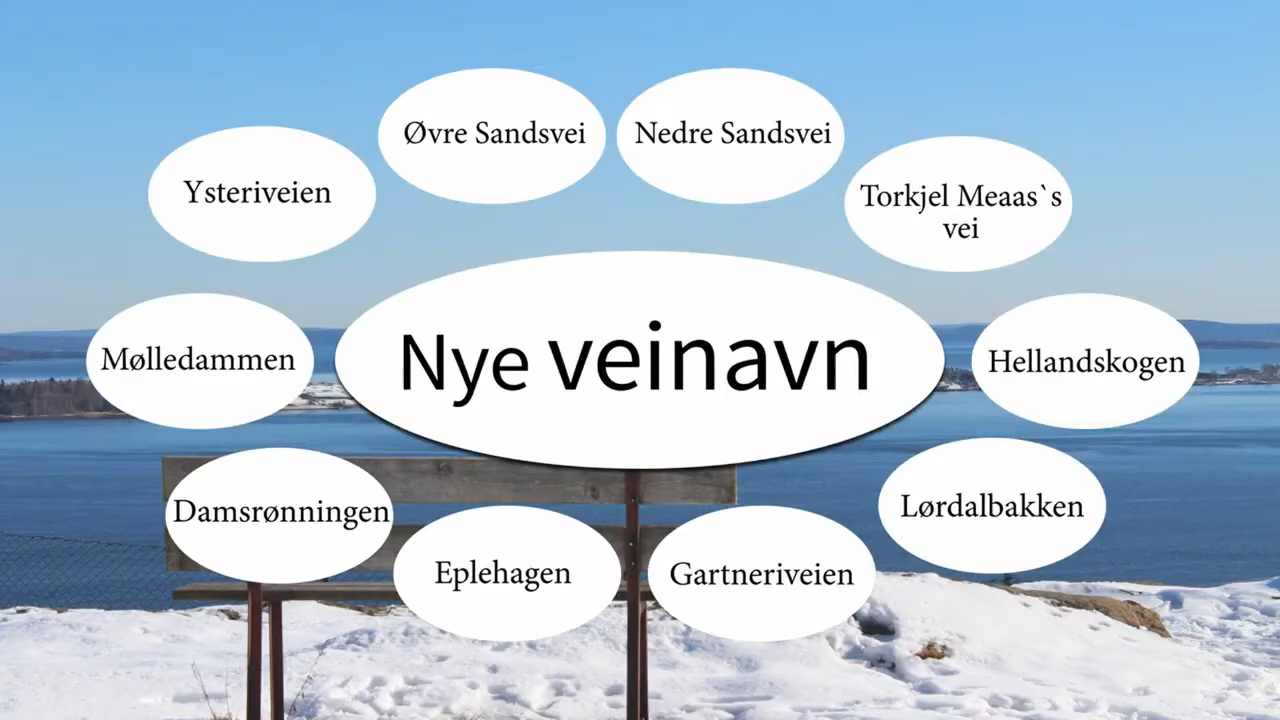 Øvre Sandsvei
Nedre Sandsvei
Ysteriveien
Torkjel Meaas`s
vei
Nye veinavn
Mølledammen
Hellandskogen
Damsrønningen
Lørdalbakken
Eplehagen
Gartneriveien